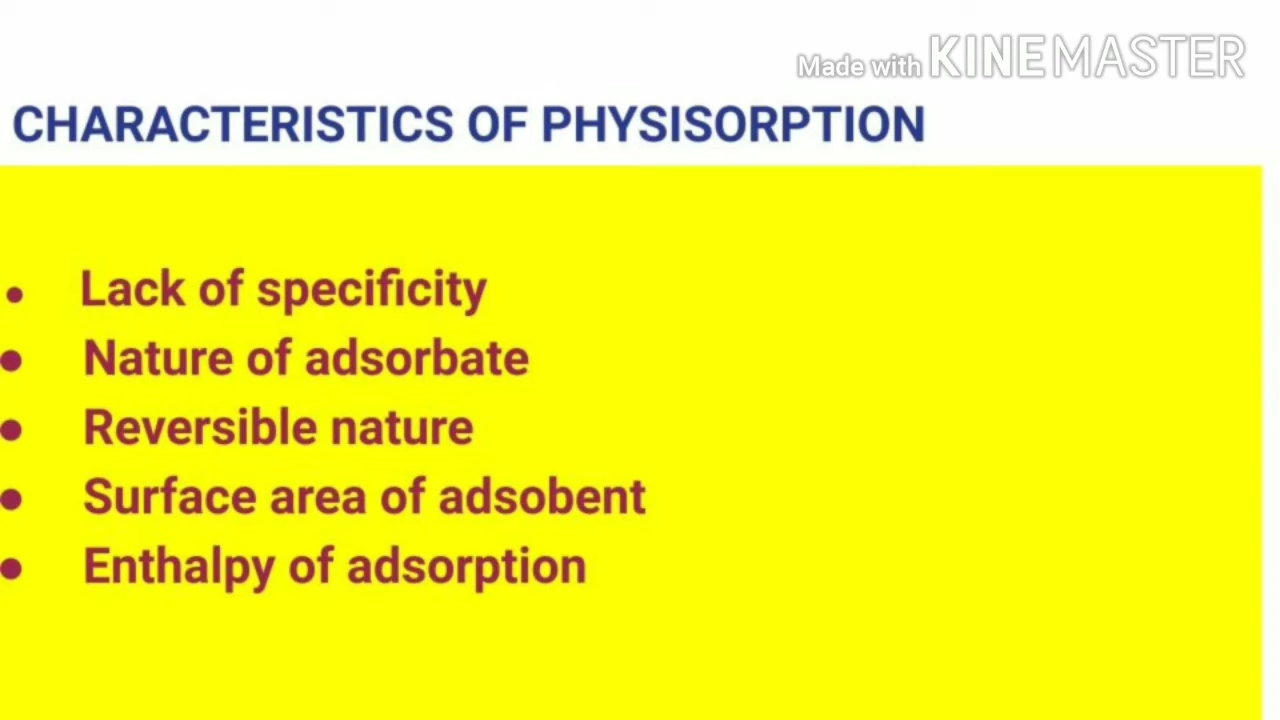 Made with KINEMASTER
CHARACTERISTICS OF PHYSISORPTION
• Lack of specificity
• Nature of adsorbate
• Reversible nature
• Surface area of adsobent
• Enthalpy of adsorption